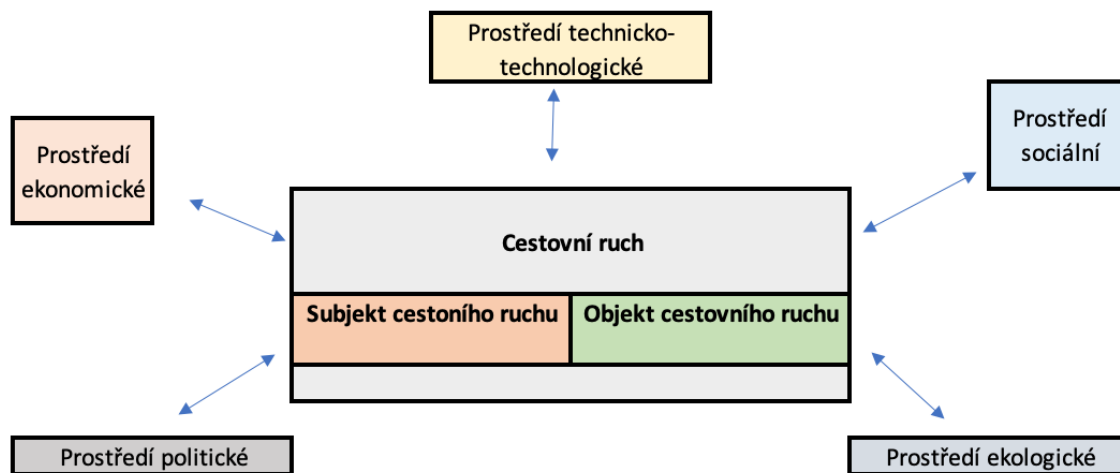 Prostředí technicko-
technologické
Prostředí
ekonomické
Prostředí
sociální
Cestovní ruch
Subjekt cestoního ruchu
Objekt cestovního ruchu
Prostředí politické
Prostředí ekologické